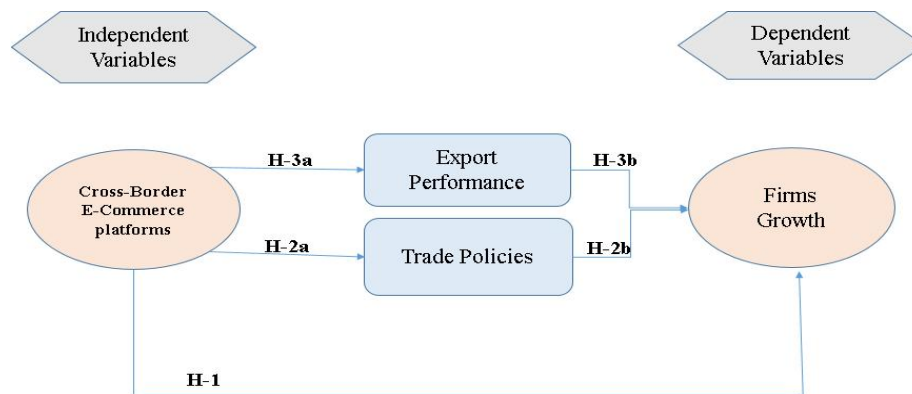 Independent
Variables
Dependent
Variables
H-3a
Export
Performance
H-3b
Cross-Border
E-Commerce
platforms
Firms
Growth
H-2a
Trade Policies
H-2b
H-1